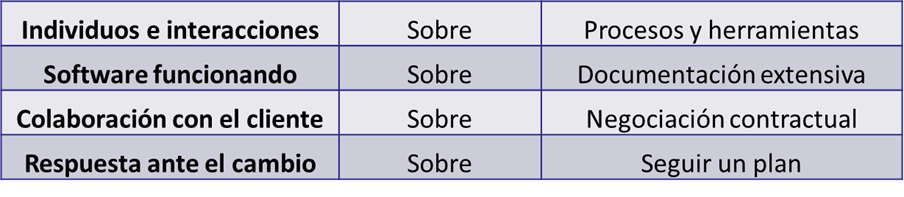 Individuos e interacciones Sobre Procesos y herramientas
Software funcionando Sobre Documentación extensiva
Colaboración con el cliente Sobre Negociación contractual
Respuesta ante el cambio Sobre Seguir un plan